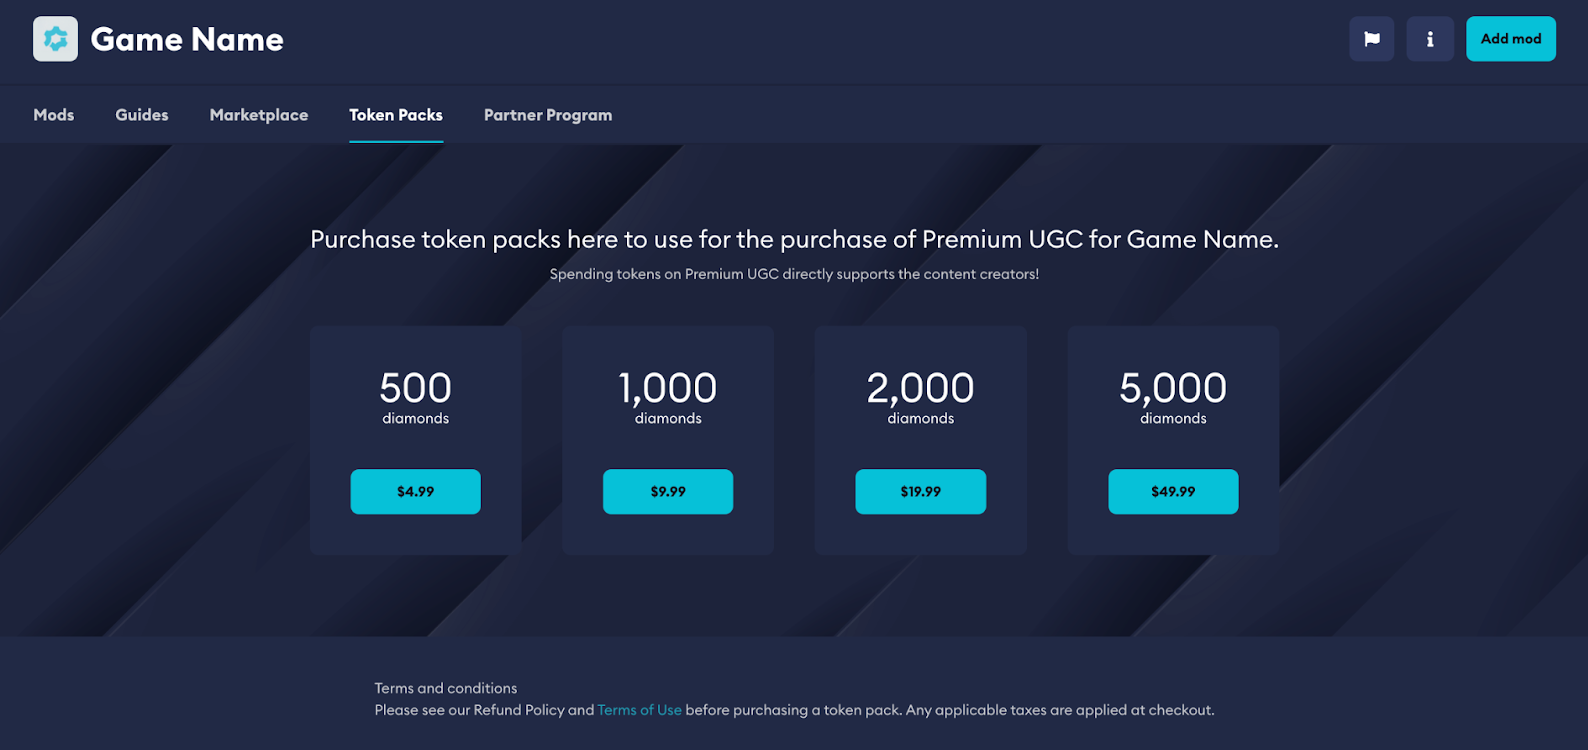 Game Name
Add mod
Mods
Guides
Marketplace
Token Packs
Partner Program
Purchase token packs here to use for the purchase of Premium UGC for Game Name.
Spending tokens on Premium UGC directly supports the content creators!
500
diamonds
$4.99
1,000
diamonds
$9.99
2,000
diamonds
$19.99
5,000
diamonds
$49.99
Terms and conditions
Please see our Refund Policy and Terms of Use before purchasing a token pack. Any applicable taxes are applied at checkout.